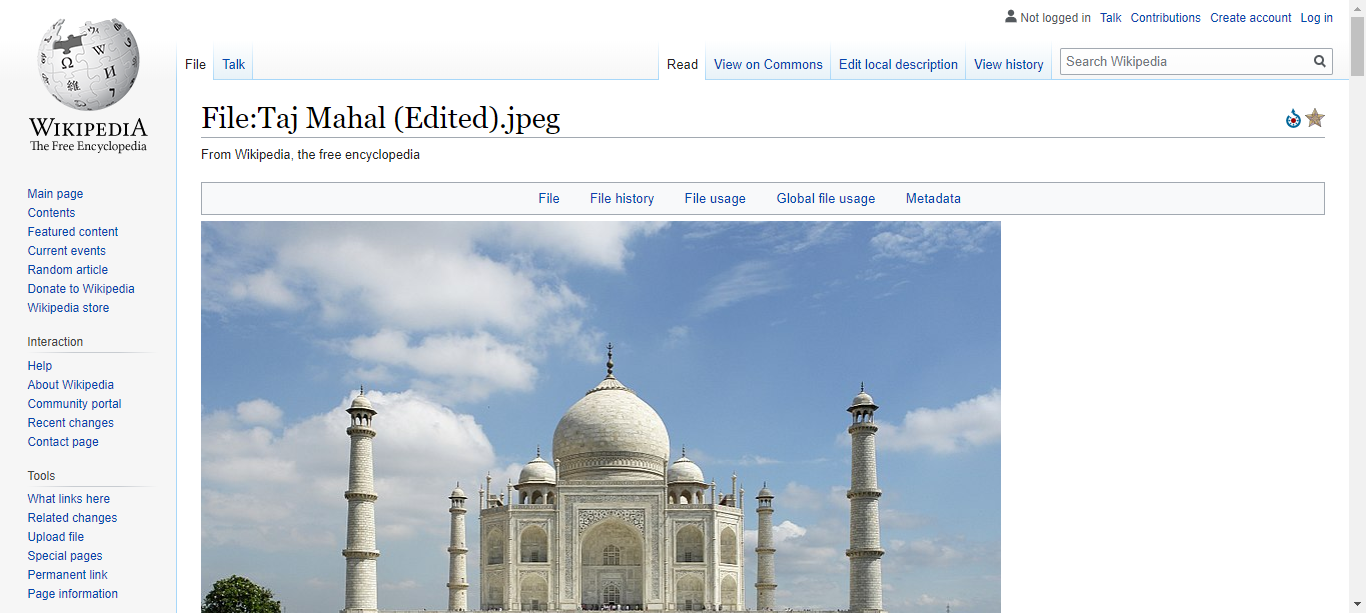 Not logged in Talk Contributions Create account Log in
File Talk Read View on Commons Edit local description View history Search Wikipedia
Ω W И 維 7
WIKIPEDIA
The Free Encyclopedia
File:Taj Mahal (Edited).jpeg
From Wikipedia, the free encyclopedia
File File history File usage Global file usage Metadata
Main page
Contents
Featured content
Current events
Random article
Donate to Wikipedia
Wikipedia store
Interaction
Help
About Wikipedia
Community portal
Recent changes
Contact page
Tools
What links here
Related changes
Upload file
Special pages
Permanent link
Page information